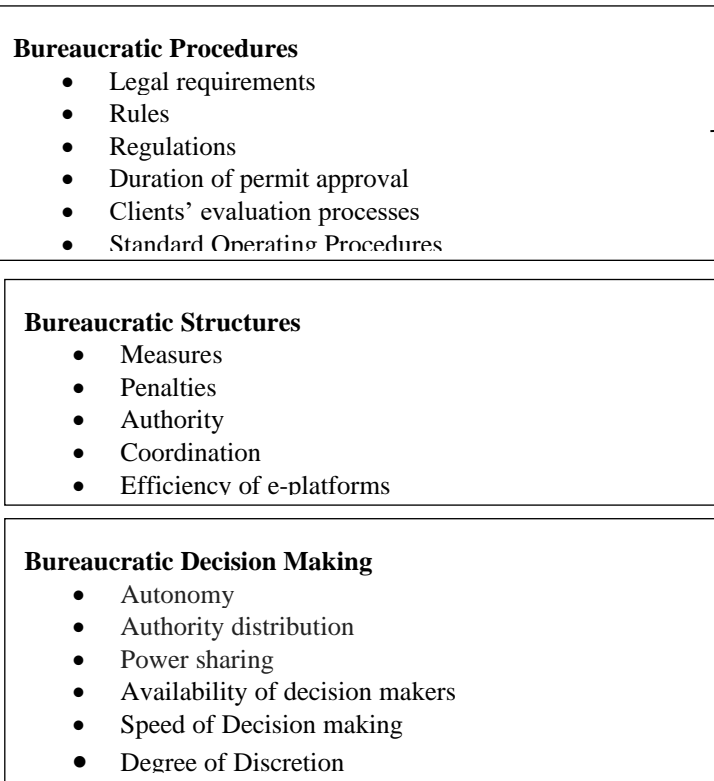 Bureaucratic Procedures
• Legal requirements
• Rules
• Regulations
• Duration of permit approval
• Clients’ evaluation processes
• Standard Operating Procedures
Bureaucratic Structures
• Measures
• Penalties
• Authority
• Coordination
• Efficiency of e-platforms
Bureaucratic Decision Making
• Autonomy
• Authority distribution
• Power sharing
• Availability of decision makers
• Speed of Decision making
• Degree of Discretion